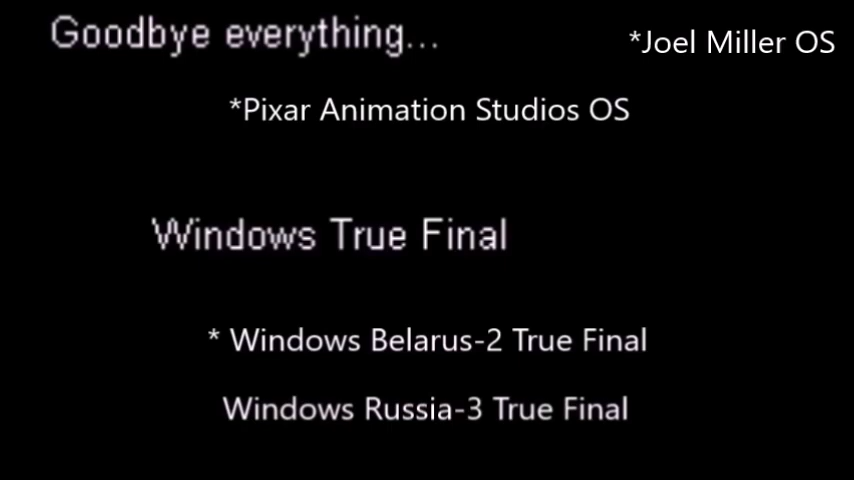 Goodbye everything...
*Joel Miller OS
*Pixar Animation Studios OS
Windows True Final
* Windows Belarus-2 True Final
Windows Russia-3 True Final